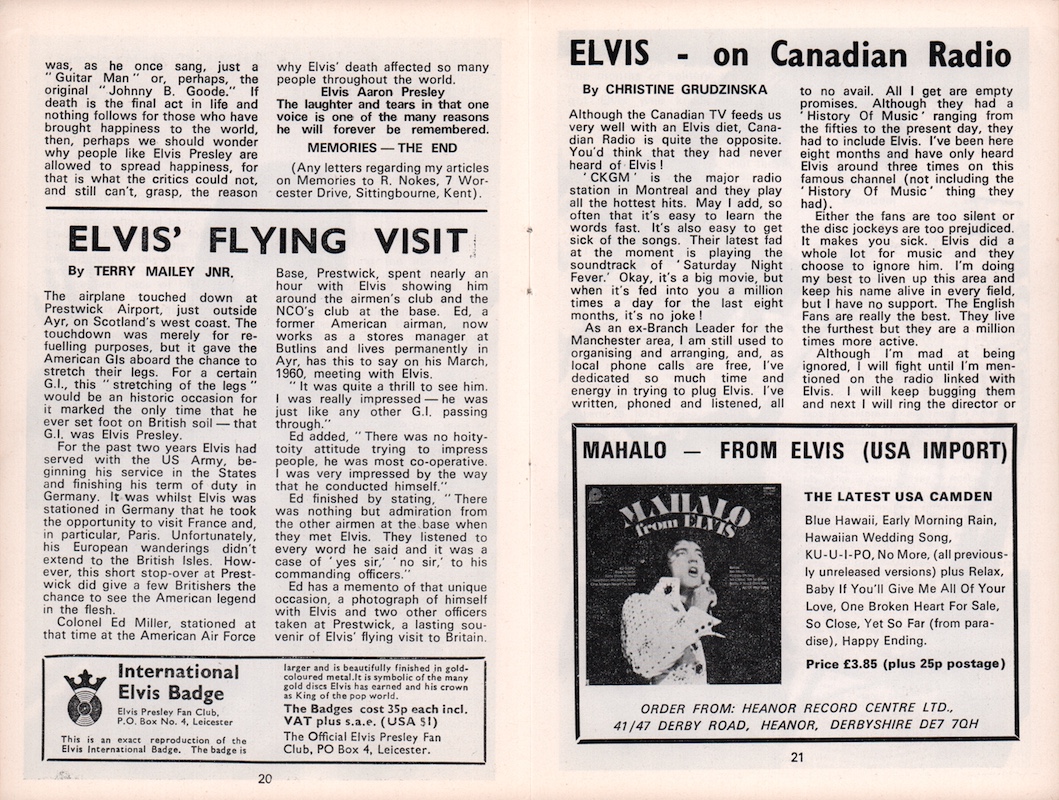 was, as he once sang, just a
"Guitar Man" or, perhaps, the
original "Johnny B. Goode." If
death is the final act in life and
nothing follows for those who have
brought happiness to the world,
then, perhaps we should wonder
why people like Elvis Presley are
allowed to spread happiness, for
that is what the critics could not,
and still can't, grasp, the reason
why Elvis' death affected so many
people throughout the world.
Elvis Aaron Presley
The laughter and tears in that one
voice is one of the many reasons
he will forever be remembered.
MEMORIES — THE END
(Any letters regarding my articles
on Memories to R. Nokes, 7 Wor-
cester Drive, Sittingbourne, Kent).
ELVIS' FLYING VISIT
By TERRY MAILEY JNR.
The airplane touched down at
Prestwick Airport, just outside
Ayr, on Scotland's west coast. The
touchdown was merely for re-
fuelling purposes, but it gave the
American GIs aboard the chance to
stretch their legs. For a certain
G.I., this "stretching of the legs"
would be an historic occasion for
it marked the only time that he
ever set foot on British soil — that
G.I. was Elvis Presley.
For the past two years Elvis had
served with the US Army, be-
ginning his service in the States
and finishing his term of duty in
Germany. It was whilst Elvis was
stationed in Germany that he took
the opportunity to visit France and,
in particular, Paris. Unfortunately,
his European wanderings didn't
extend to the British Isles. How-
ever, this short stop-over at Prest-
wick did give a few Britishers the
chance to see the American legend
in the flesh.
Colonel Ed Miller, stationed at
that time at the American Air Force
Base, Prestwick, spent nearly an
hour with Elvis showing him
around the airmen's club and the
NCO's club at the base. Ed, a
former American airman, now
works as a stores manager at
Butlins and lives permanently in
Ayr, has this to say on his March,
1960, meeting with Elvis.
"It was quite a thrill to see him.
I was really impressed — he was
just like any other G.I. passing
through."
Ed added, "There was no hoity-
toity attitude trying to impress
people, he was most co-operative.
I was very impressed by the way
that he conducted himself."
Ed finished by stating, "There
was nothing but admiration from
the other airmen at the base when
they met Elvis. They listened to
every word he said and it was a
case of 'yes sir,' 'no sir,' to his
commanding officers."
Ed has a memento of that unique
occasion, a photograph of himself
with Elvis and two other officers
taken at Prestwick, a lasting sou-
venir of Elvis' flying visit to Britain.
International
Elvis Badge
Elvis Presley Fan Club,
P.O. Box No. 4, Leicester
This is an exact reproduction of the
Elvis International Badge. The badge is
larger and is beautifully finished in gold-
coloured metal.It is symbolic of the many
gold discs Elvis has earned and his crown
as King of the pop world.
The Badges cost 35p each incl.
VAT plus s.a.e. (USA $1)
The Official Elvis Presley Fan
Club, PO Box 4, Leicester.
20
ELVIS - on Canadian Radio
By CHRISTINE GRUDZINSKA
Although the Canadian TV feeds us
very well with an Elvis diet, Cana-
dian Radio is quite the opposite.
You'd think that they had never
heard of Elvis!
'CKGM' is the major radio
station in Montreal and they play
all the hottest hits. May I add, so
often that it's easy to learn the
words fast. It's also easy to get
sick of the songs. Their latest fad
at the moment is playing the
soundtrack of 'Saturday Night
Fever.' Okay, it's a big movie, but
when it's fed into you a million
times a day for the last eight
months, it's no joke!
As an ex-Branch Leader for the
Manchester area, I am still used to
organising and arranging, and, as
local phone calls are free, I've
dedicated so much time and
energy in trying to plug Elvis. I've
written, phoned and listened, all
to no avail. All I get are empty
promises. Although they had a
'History Of Music' ranging from
the fifties to the present day, they
had to include Elvis. I've been here
eight months and have only heard
Elvis around three times on this
famous channel (not including the
'History Of Music' thing they
had).
Either the fans are too silent or
the disc jockeys are too prejudiced.
It makes you sick. Elvis did a
whole lot for music and they
choose to ignore him. I'm doing
my best to liven up this area and
keep his name alive in every field,
but I have no support. The English
Fans are really the best. They live
the furthest but they are a million
times more active.
Although I'm mad at being
ignored, I will fight until I'm men-
tioned on the radio linked with
Elvis. I will keep bugging them
and next I will ring the director or
MAHALO — FROM ELVIS (USA IMPORT)
MAHALO
from ELVIS
THE LATEST USA CAMDEN
Blue Hawaii, Early Morning Rain,
Hawaiian Wedding Song,
KU-U-I-PO, No More, (all previous-
ly unreleased versions) plus Relax,
Baby If You'll Give Me All Of Your
Love, One Broken Heart For Sale,
So Close, Yet So Far (from para-
dise), Happy Ending.
Price £3.85 (plus 25p postage)
ORDER FROM: HEANOR RECORD CENTRE LTD.,
41/47 DERBY ROAD, HEANOR, DERBYSHIRE DE7 7QH
21